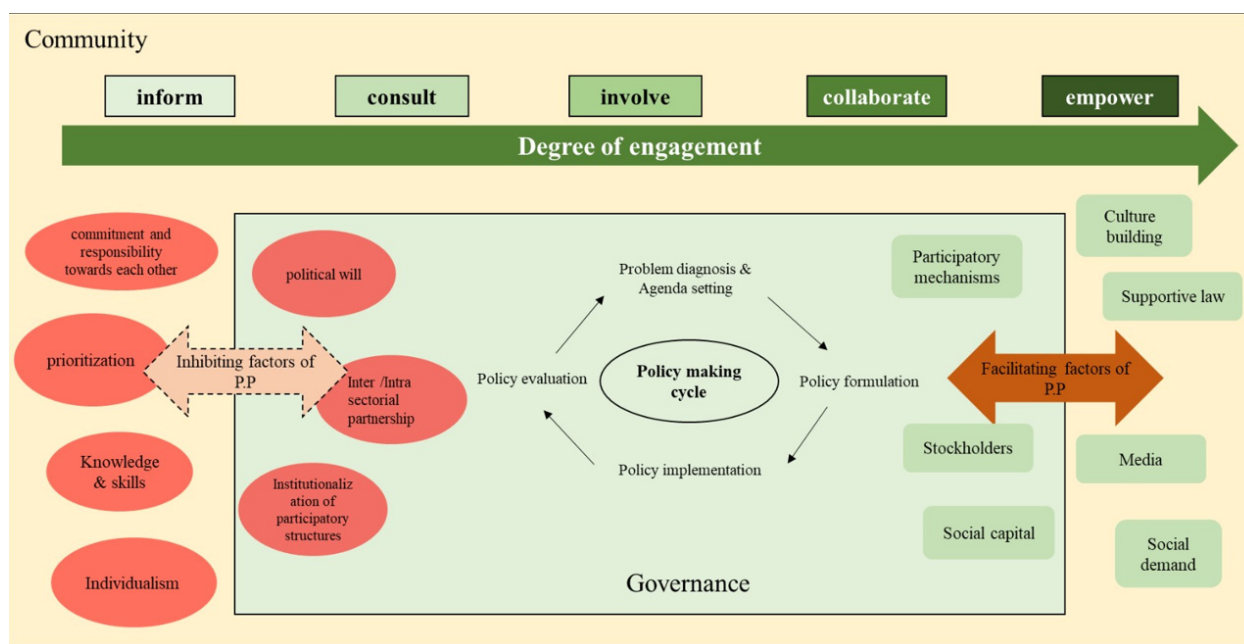 Community
inform
consult
involve
collaborate
empower
Degree of engagement
commitment and
responsibility
towards each other
prioritization
Inhibiting factors of
P.P
Knowledge
& skills
Individualism
political will
Inter /Intra
sectorial
partnership
Institutionaliz
ation of
participatory
structures
Problem diagnosis &
Agenda setting
Policy evaluation
Policy making
cycle
Policy formulation
Policy implementation
Governance
Participatory
mechanisms
Stockholders
Social capital
Facilitating factors of
P.P
Culture
building
Supportive law
Media
Social
demand